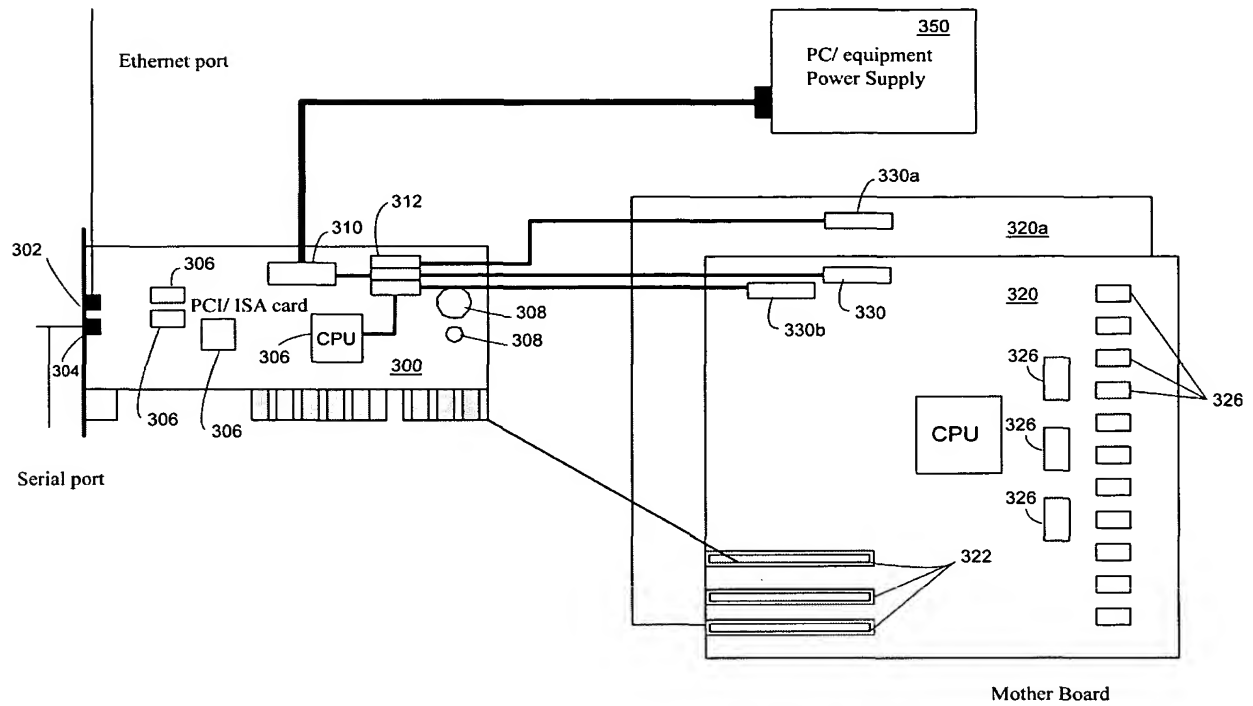 350
PC/ equipment
Power Supply
Ethernet port
330a
312
310
320a
302
306
PCI/ ISA card
308
330
320
330b
306
CPU
308
304
300
326
326
306
306
CPU
326
326
Serial port
322
Mother Board